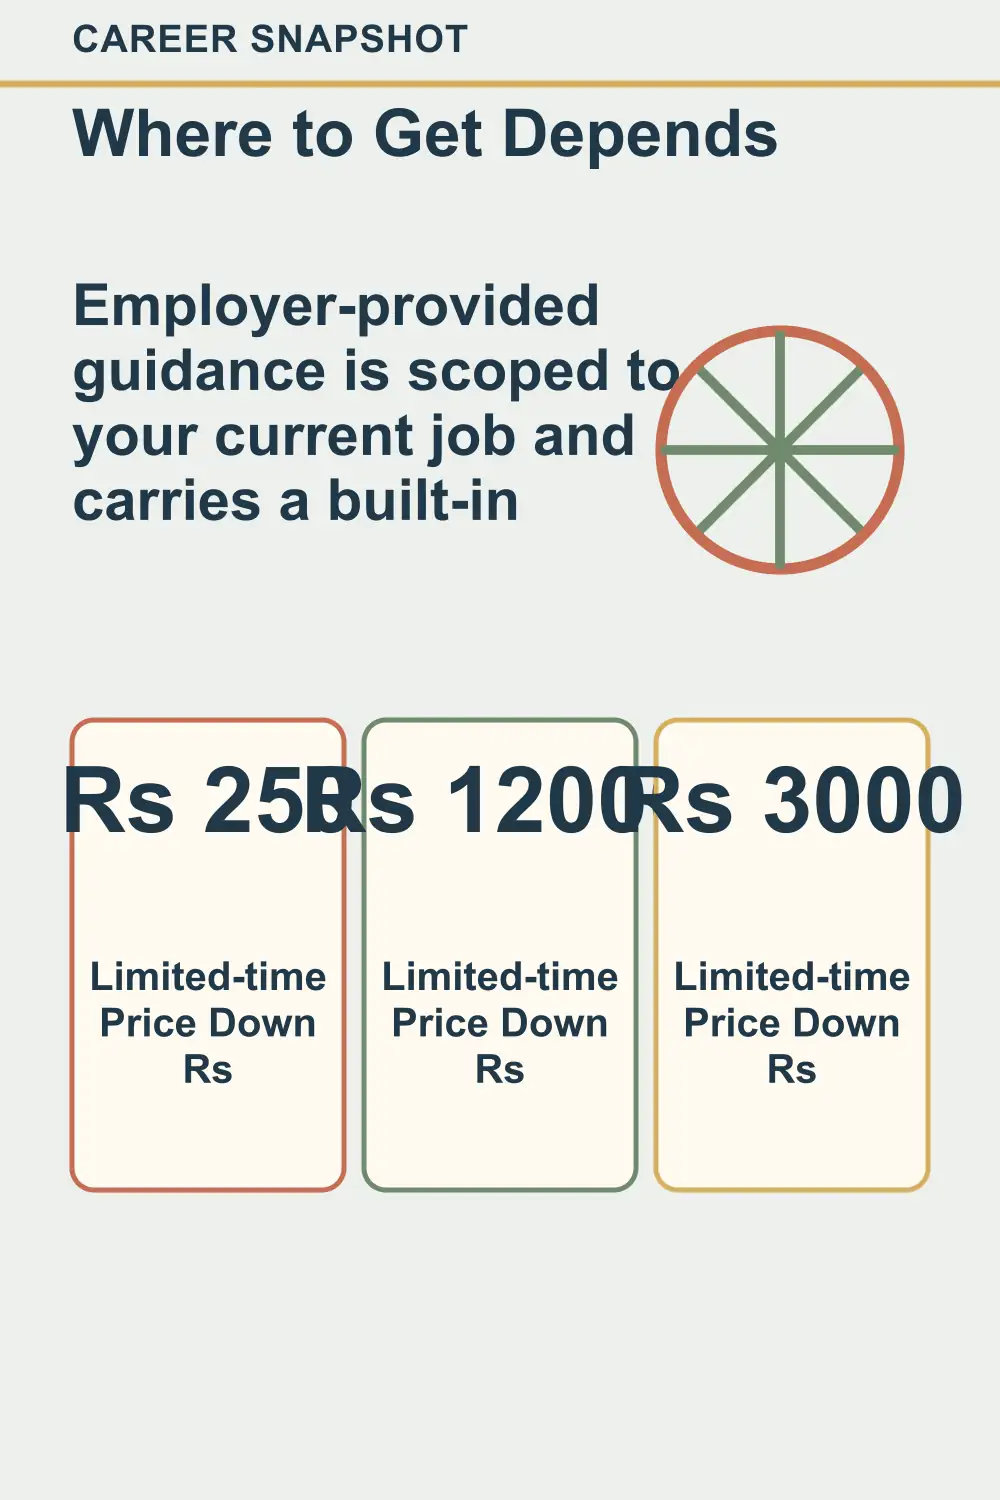 CAREER SNAPSHOT
Where to Get Depends
Employer-provided
guidance is scoped to
your current job and
carries a built-in
Rs 250 Rs 1200 Rs 3000
Limited-time
Price Down
Rs
Limited-time
Price Down
Rs
Limited-time
Price Down
Rs